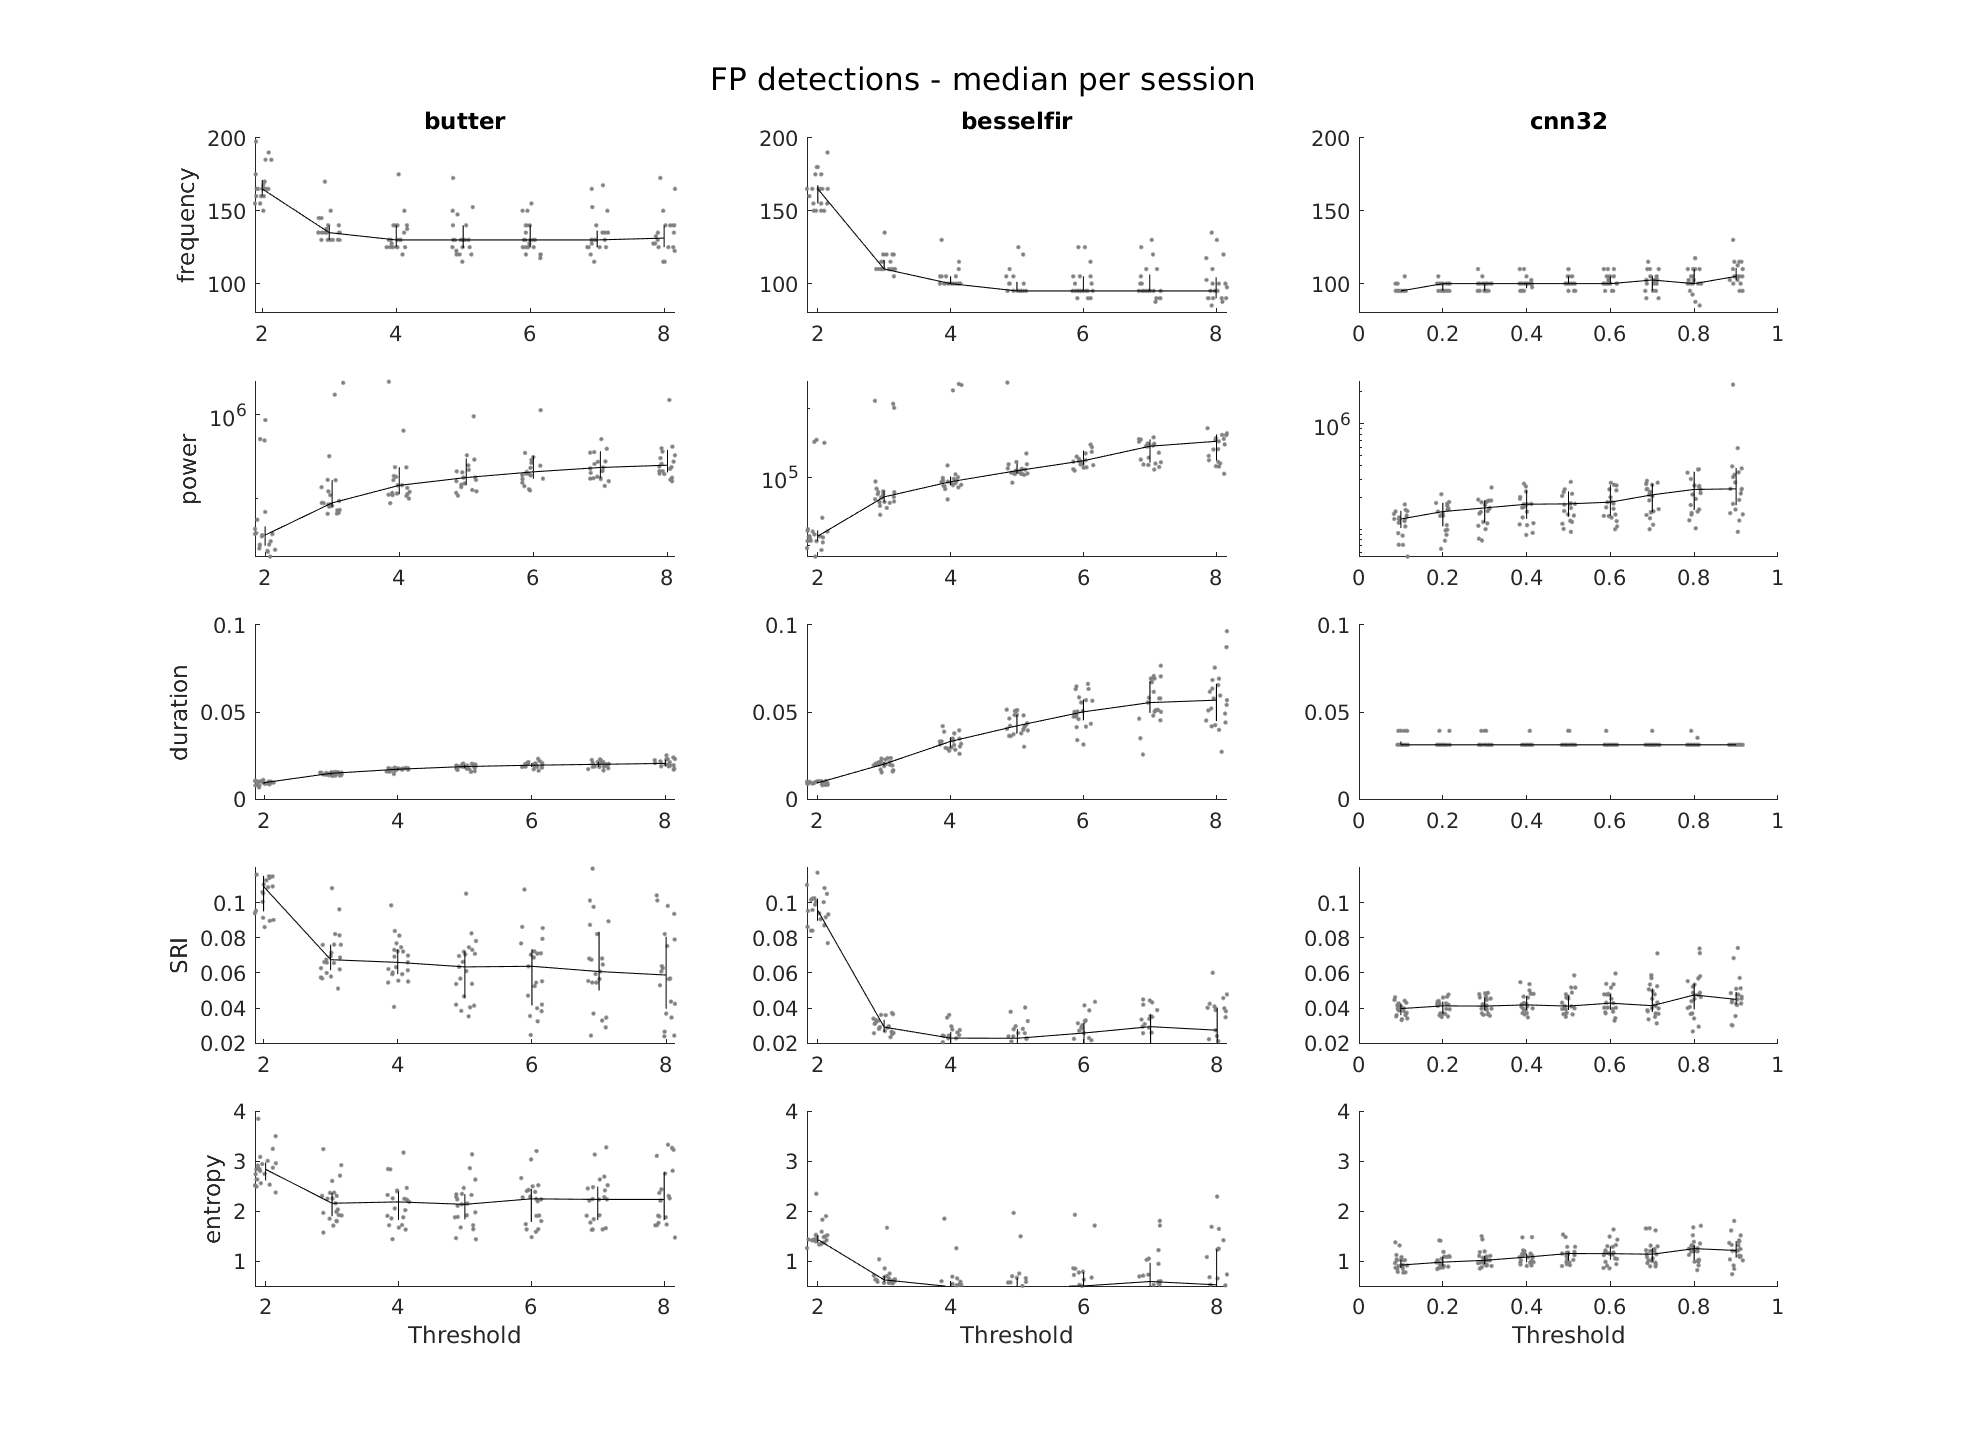 FP detections - median per session
butter besselfir cnn32
frequency
200 150 100
2 4 6 8
200 150 100
2 4 6 8
200 150 100
0 0.2 0.4 0.6 0.8 1
power
10^6
2 4 6 8
10^5
2 4 6 8
10^6
0 0.2 0.4 0.6 0.8 1
duration
0.1 0.05 0
2 4 6 8
0.1 0.05 0
2 4 6 8
0.1 0.05 0
0 0.2 0.4 0.6 0.8 1
SRI
0.1 0.08 0.06 0.04 0.02
2 4 6 8
0.1 0.08 0.06 0.04 0.02
2 4 6 8
0.1 0.08 0.06 0.04 0.02
0 0.2 0.4 0.6 0.8 1
entropy
4 3 2 1
2 4 6 8
Threshold
4 3 2 1
2 4 6 8
Threshold
4 3 2 1
0 0.2 0.4 0.6 0.8 1
Threshold